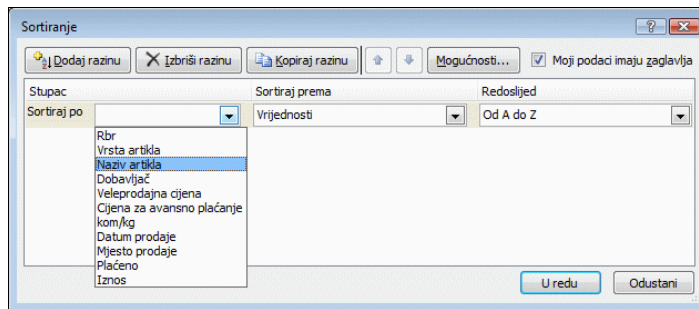 Sortiranje
Dodaj razinu Izbriši razinu Kopiraj razinu Mogućnosti... Moji podaci imaju zaglavlja
Stupac Sortiraj prema Redoslijed
Sortiraj po Vrijednosti Od A do Z
Rbr
Vrsta artikla
Naziv artikla
Dobavljač
Veleprodajna cijena
Cijena za avansno plaćanje
kom/kg
Datum prodaje
Mjesto prodaje
Plaćeno
Iznos
U redu Odustani